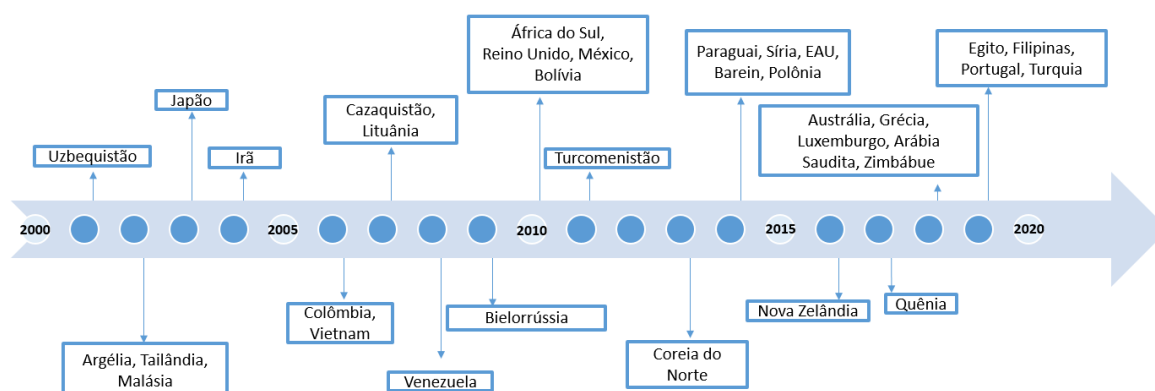 África do Sul,
Reino Unido, México,
Bolívia
Paraguai, Síria, EAU,
Barein, Polônia
Egito, Filipinas,
Portugal, Turquia
Japão
Cazaquistão,
Lituânia
Austrália, Grécia,
Luxemburgo, Arábia
Saudita, Zimbábue
Uzbequistão
Irã
Turcomenistão
2000
2005
2010
2015
2020
Colômbia,
Vietnam
Bielorrússia
Nova Zelândia
Quênia
Argélia, Tailândia,
Malásia
Venezuela
Coreia do
Norte